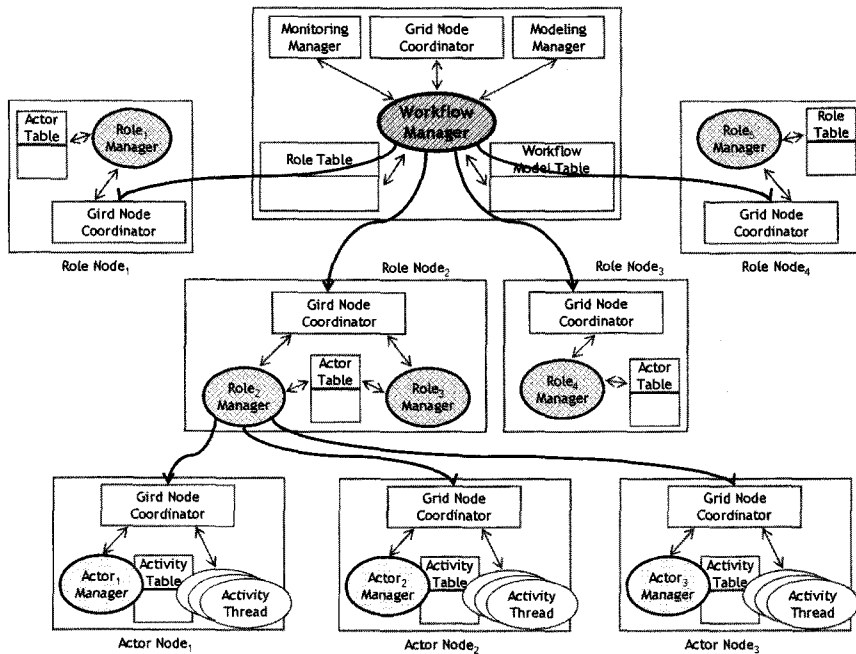 Monitoring
Manager
Grid Node
Coordinator
Modeling
Manager
Workflow
Manager
Role Table
Workflow
Model Table
Actor
Table
Role1
Manager
Gird Node
Coordinator
Role Node1
Role5
Manager
Role
Table
Grid Node
Coordinator
Role Node4
Role Node2
Gird Node
Coordinator
Role2
Manager
Actor
Table
Role3
Manager
Role Node3
Grid Node
Coordinator
Role4
Manager
Actor
Table
Gird Node
Coordinator
Actor1
Manager
Activity
Table
Activity
Thread
Actor Node1
Grid Node
Coordinator
Actor2
Manager
Activity
Table
Activity
Thread
Actor Node2
Grid Node
Coordinator
Actor3
Manager
Activity
Table
Activity
Thread
Actor Node3